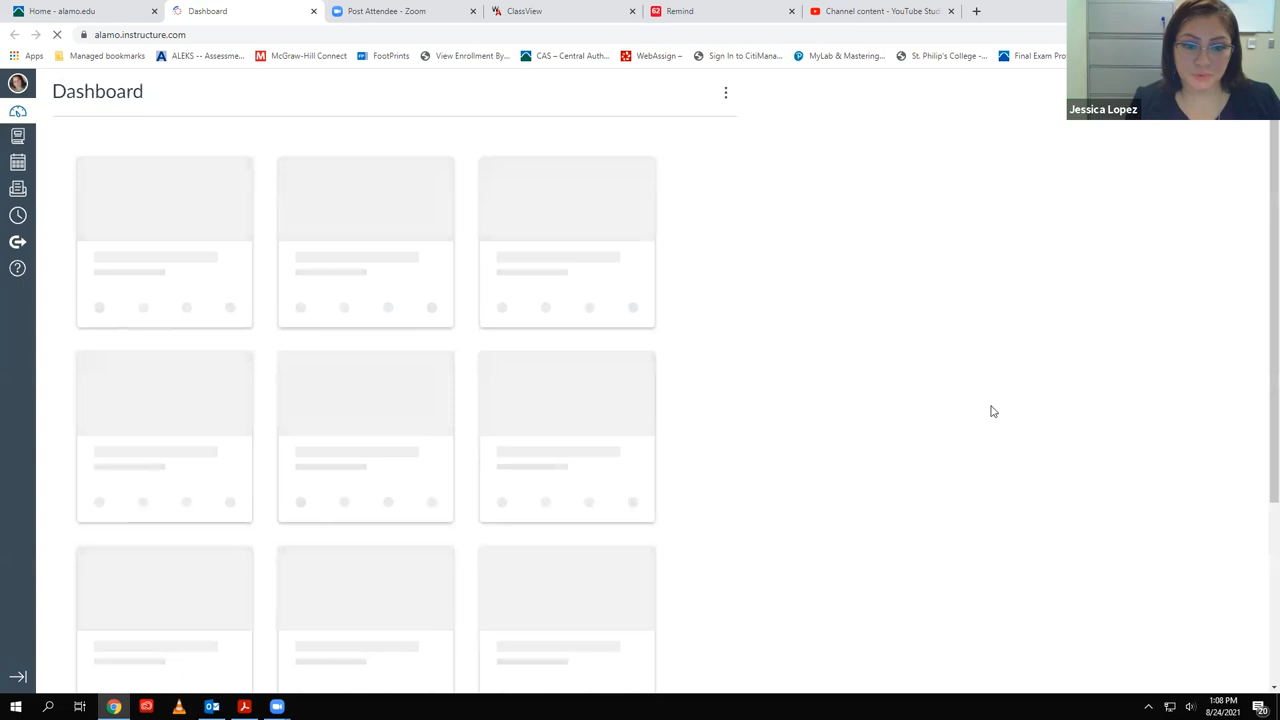 Home - alamo.edu
Dashboard
Post Attendee - Zoom
ClassView
Remind
Channel content - YouTube Stud
alamo.instructure.com
Apps
Managed bookmarks
ALEKS -- Assessme...
McGraw-Hill Connect
FootPrints
View Enrollment By...
CAS – Central Auth...
WebAssign –
Sign In to CitiMana...
MyLab & Mastering...
St. Philip's College -...
Final Exam Pro
Dashboard
Jessica Lopez
1:08 PM
8/24/2021
20